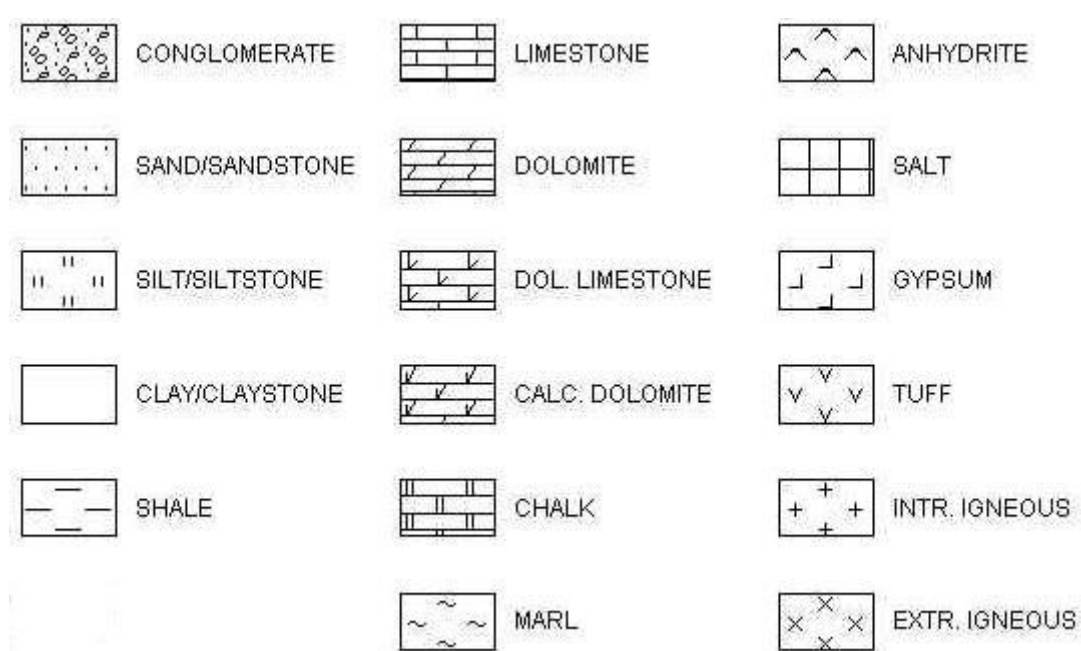 CONGLOMERATE
LIMESTONE
ANHYDRITE
SAND/SANDSTONE
DOLOMITE
SALT
SILT/SILTSTONE
DOL. LIMESTONE
GYPSUM
CLAY/CLAYSTONE
CALC. DOLOMITE
TUFF
SHALE
CHALK
INTR. IGNEOUS
MARL
EXTR. IGNEOUS